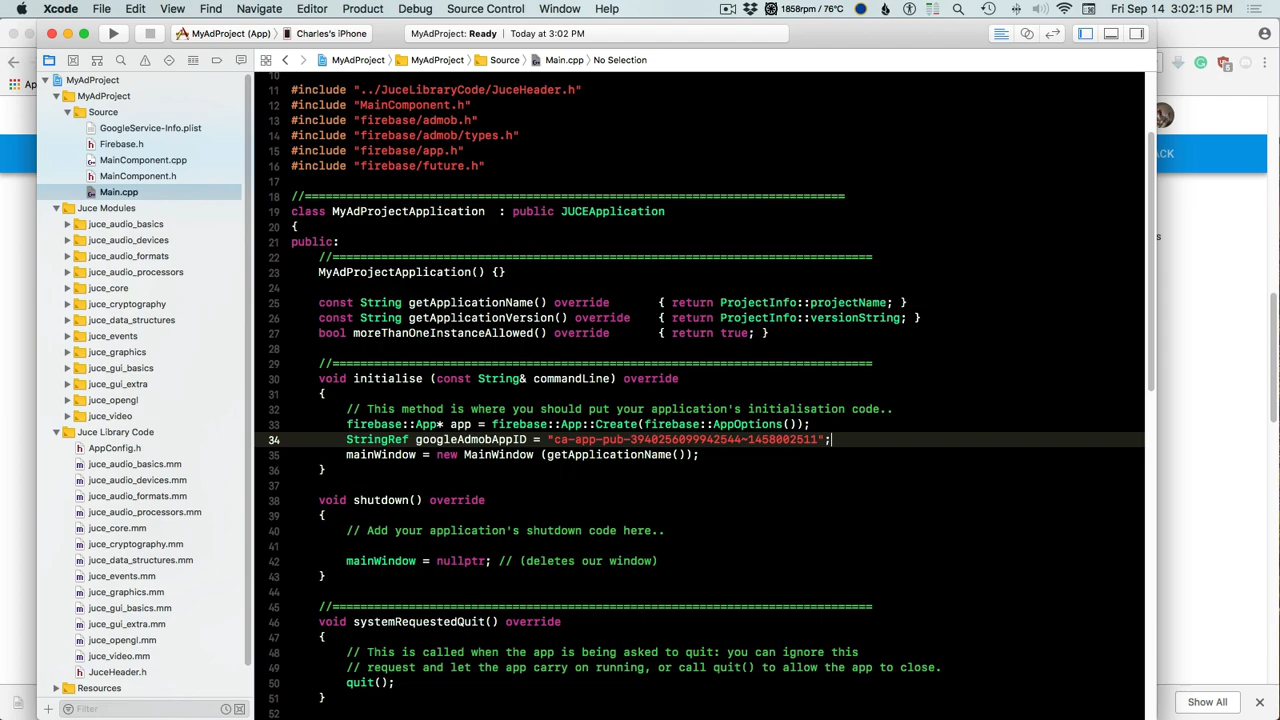 Xcode File Edit View Find Navigate Editor Product Debug Source Control Window Help 1858rpm / 76°C Fri Sep 14 3:02:15 PM
MyAdProject (App) Charles's iPhone MyAdProject: Ready Today at 3:02 PM
MyAdProject MyAdProject Source Main.cpp No Selection
MyAdProject
MyAdProject
Source
GoogleService-Info.plist
Firebase.h
MainComponent.cpp
MainComponent.h
Main.cpp
Juce Modules
juce_audio_basics
juce_audio_devices
juce_audio_formats
juce_audio_processors
juce_core
juce_cryptography
juce_data_structures
juce_events
juce_graphics
juce_gui_basics
juce_gui_extra
juce_opengl
juce_video
Juce Library Code
AppConfig.h
juce_audio_basics.mm
juce_audio_devices.mm
juce_audio_formats.mm
juce_audio_processors.mm
juce_core.mm
juce_cryptography.mm
juce_data_structures.mm
juce_events.mm
juce_graphics.mm
juce_gui_basics.mm
juce_gui_extra.mm
juce_opengl.mm
juce_video.mm
JuceHeader.h
Resources
Filter
10
11 #include "../JuceLibraryCode/JuceHeader.h"
12 #include "MainComponent.h"
13 #include "firebase/admob.h"
14 #include "firebase/admob/types.h"
15 #include "firebase/app.h"
16 #include "firebase/future.h"
17
18 //==============================================================================
19 class MyAdProjectApplication  : public JUCEApplication
20 {
21 public:
22     //==============================================================================
23     MyAdProjectApplication() {}
24
25     const String getApplicationName() override       { return ProjectInfo::projectName; }
26     const String getApplicationVersion() override    { return ProjectInfo::versionString; }
27     bool moreThanOneInstanceAllowed() override       { return true; }
28
29     //==============================================================================
30     void initialise (const String& commandLine) override
31     {
32         // This method is where you should put your application's initialisation code..
33         firebase::App* app = firebase::App::Create(firebase::AppOptions());
34         StringRef googleAdmobAppID = "ca-app-pub-3940256099942544~1458002511";
35         mainWindow = new MainWindow (getApplicationName());
36     }
37
38     void shutdown() override
39     {
40         // Add your application's shutdown code here..
41
42         mainWindow = nullptr; // (deletes our window)
43     }
44
45     //==============================================================================
46     void systemRequestedQuit() override
47     {
48         // This is called when the app is being asked to quit: you can ignore this
49         // request and let the app carry on running, or call quit() to allow the app to close.
50         quit();
51     }
52
Ap
ACK
s
Show All